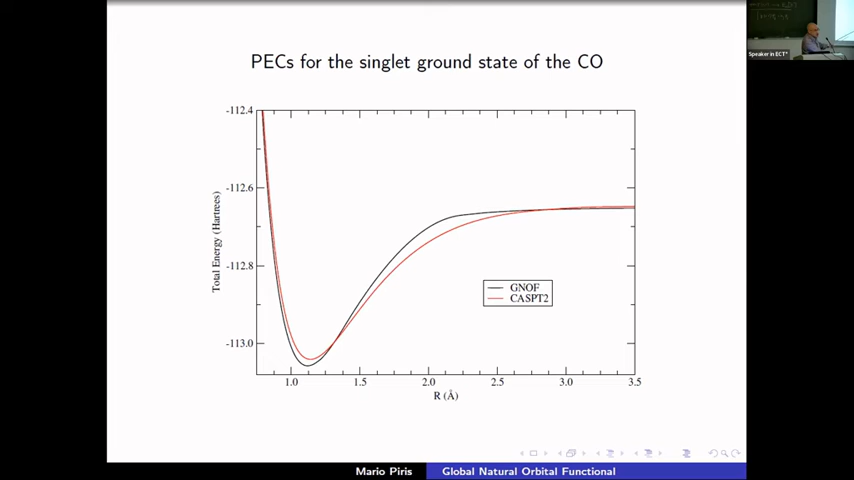 PECs for the singlet ground state of the CO
-112.4
-112.6
-112.8
-113.0
Total Energy (Hartrees)
GNOF
CASPT2
1.0 1.5 2.0 2.5 3.0 3.5
R (Å)
Mario Piris Global Natural Orbital Functional
Speaker in ECT*